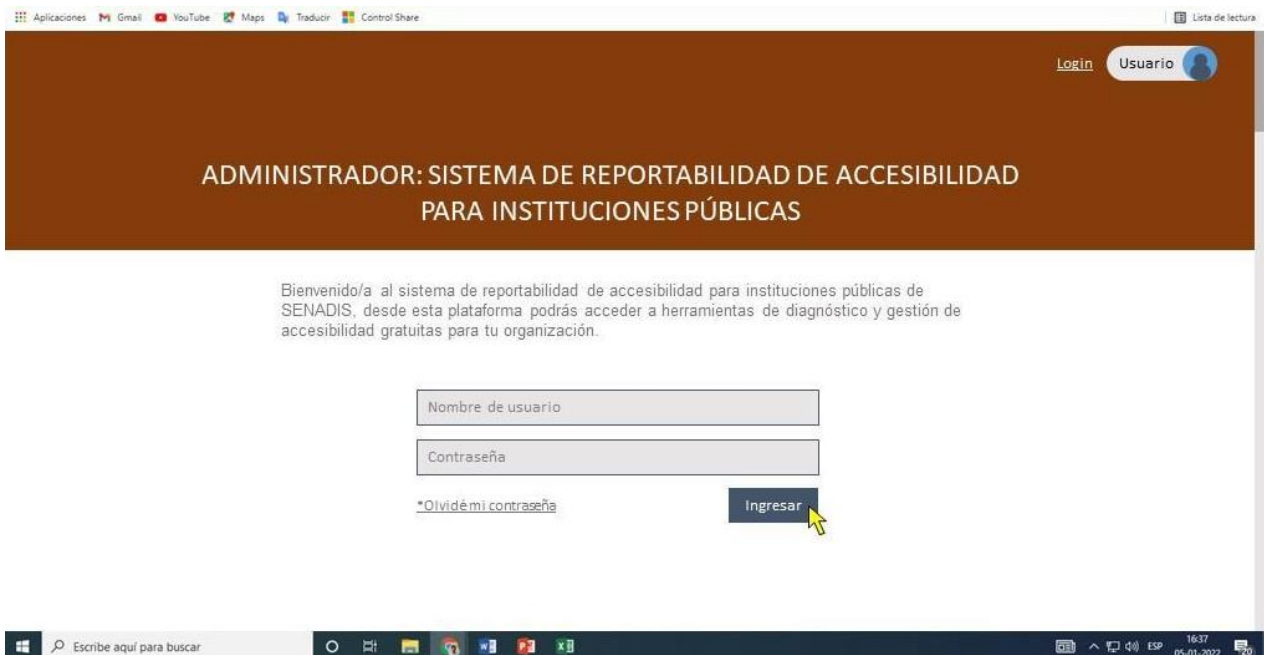 Aplicaciones Gmail YouTube Maps Traducir Control Share Lista de lectura
Login Usuario
ADMINISTRADOR: SISTEMA DE REPORTABILIDAD DE ACCESIBILIDAD
PARA INSTITUCIONES PÚBLICAS
Bienvenido/a al sistema de reportabilidad de accesibilidad para instituciones públicas de
SENADIS, desde esta plataforma podrás acceder a herramientas de diagnóstico y gestión de
accesibilidad gratuitas para tu organización.
Nombre de usuario
Contraseña
*Olvidé mi contraseña Ingresar
Escribe aquí para buscar ESP 16:37
05-01-2022 20